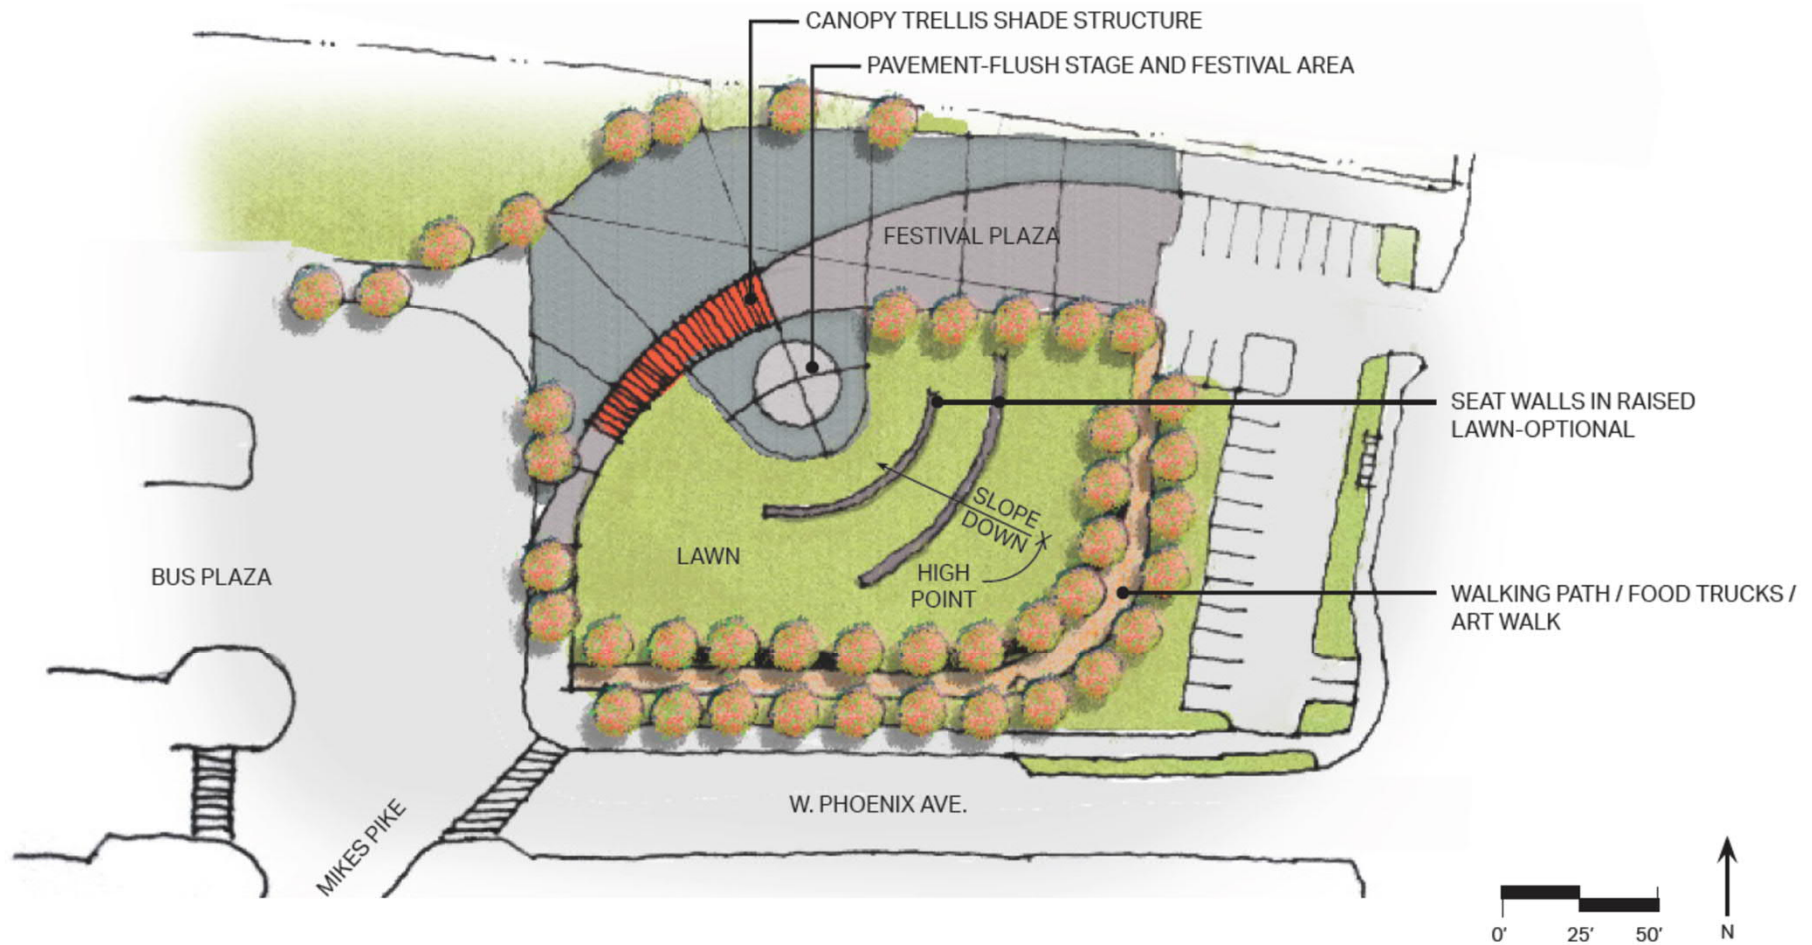 CANOPY TRELLIS SHADE STRUCTURE
PAVEMENT-FLUSH STAGE AND FESTIVAL AREA
FESTIVAL PLAZA
SEAT WALLS IN RAISED
LAWN-OPTIONAL
SLOPE
DOWN
LAWN
HIGH
POINT
BUS PLAZA
WALKING PATH / FOOD TRUCKS /
ART WALK
W. PHOENIX AVE.
MIKES PIKE
0' 25' 50'
N